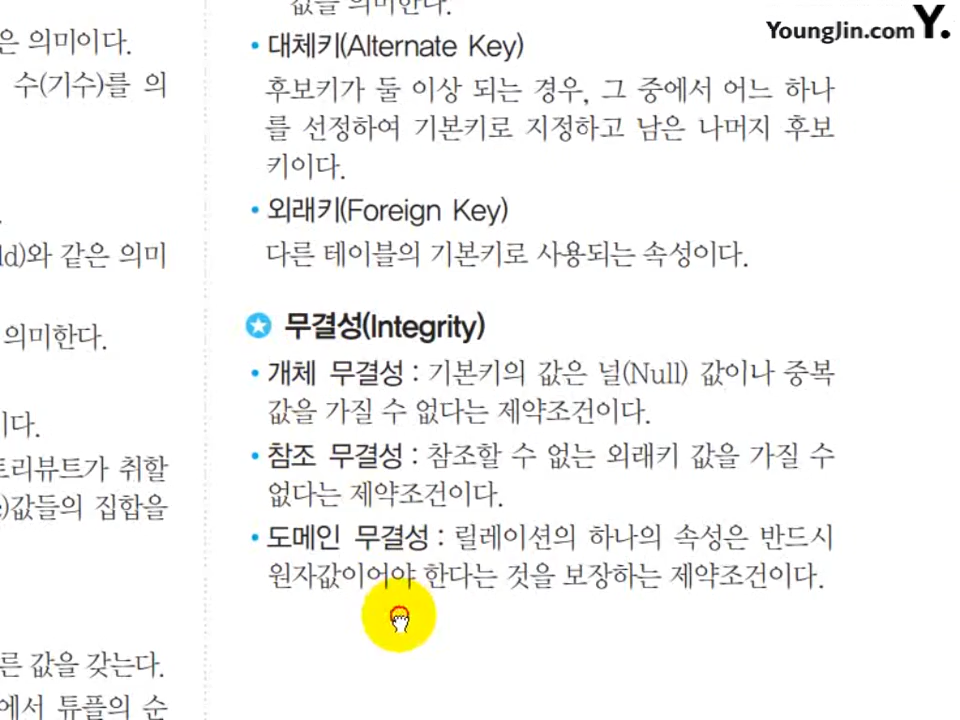 은 의미이다.
수(기수)를 의
ld)와 같은 의미
의미한다.
이다.
트리뷰트가 취할
)값들의 집합을
른 값을 갖는다.
에서 튜플의 순
값을 의미한다.
• 대체키(Alternate Key)
후보키가 둘 이상 되는 경우, 그 중에서 어느 하나
를 선정하여 기본키로 지정하고 남은 나머지 후보
키이다.
• 외래키(Foreign Key)
다른 테이블의 기본키로 사용되는 속성이다.
무결성(Integrity)
• 개체 무결성 : 기본키의 값은 널(Null) 값이나 중복
값을 가질 수 없다는 제약조건이다.
• 참조 무결성 : 참조할 수 없는 외래키 값을 가질 수
없다는 제약조건이다.
• 도메인 무결성 : 릴레이션의 하나의 속성은 반드시
원자값이어야 한다는 것을 보장하는 제약조건이다.
YoungJin.com Y.